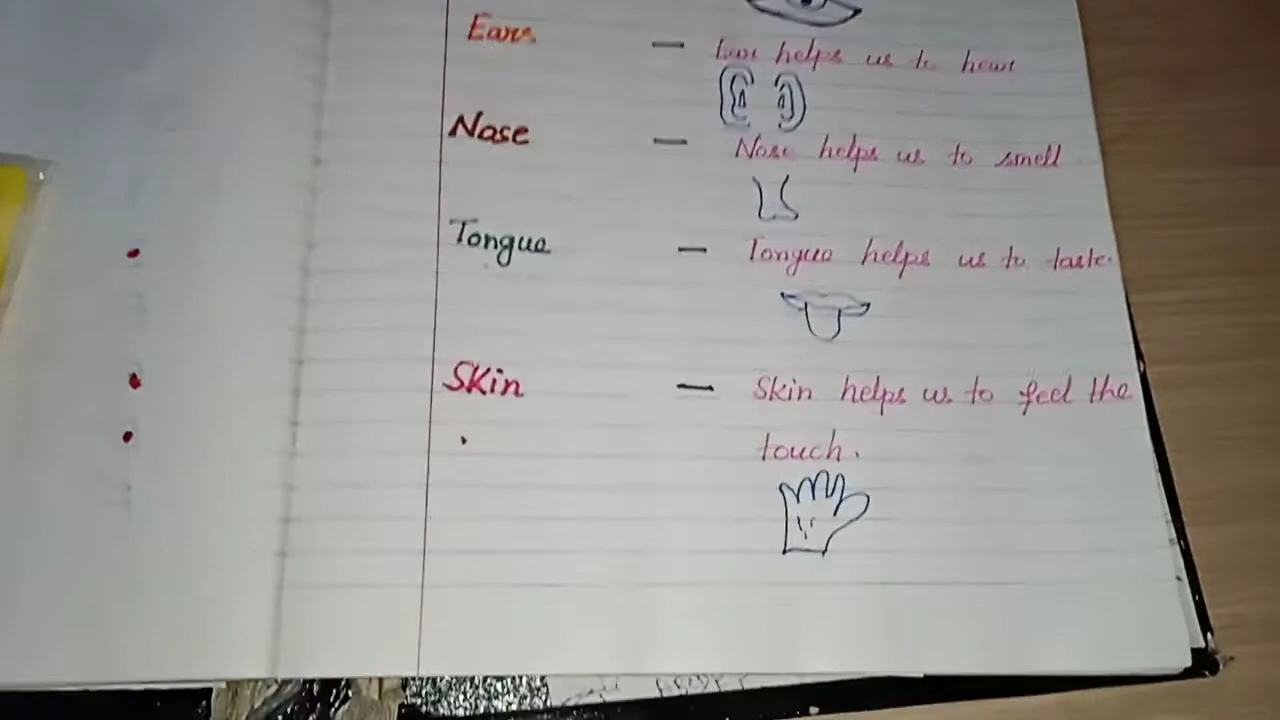 Ears — Ears helps us to hear
Nose — Nose helps us to smell
Tongue — Tongue helps us to taste.
Skin — Skin helps us to feel the
touch.